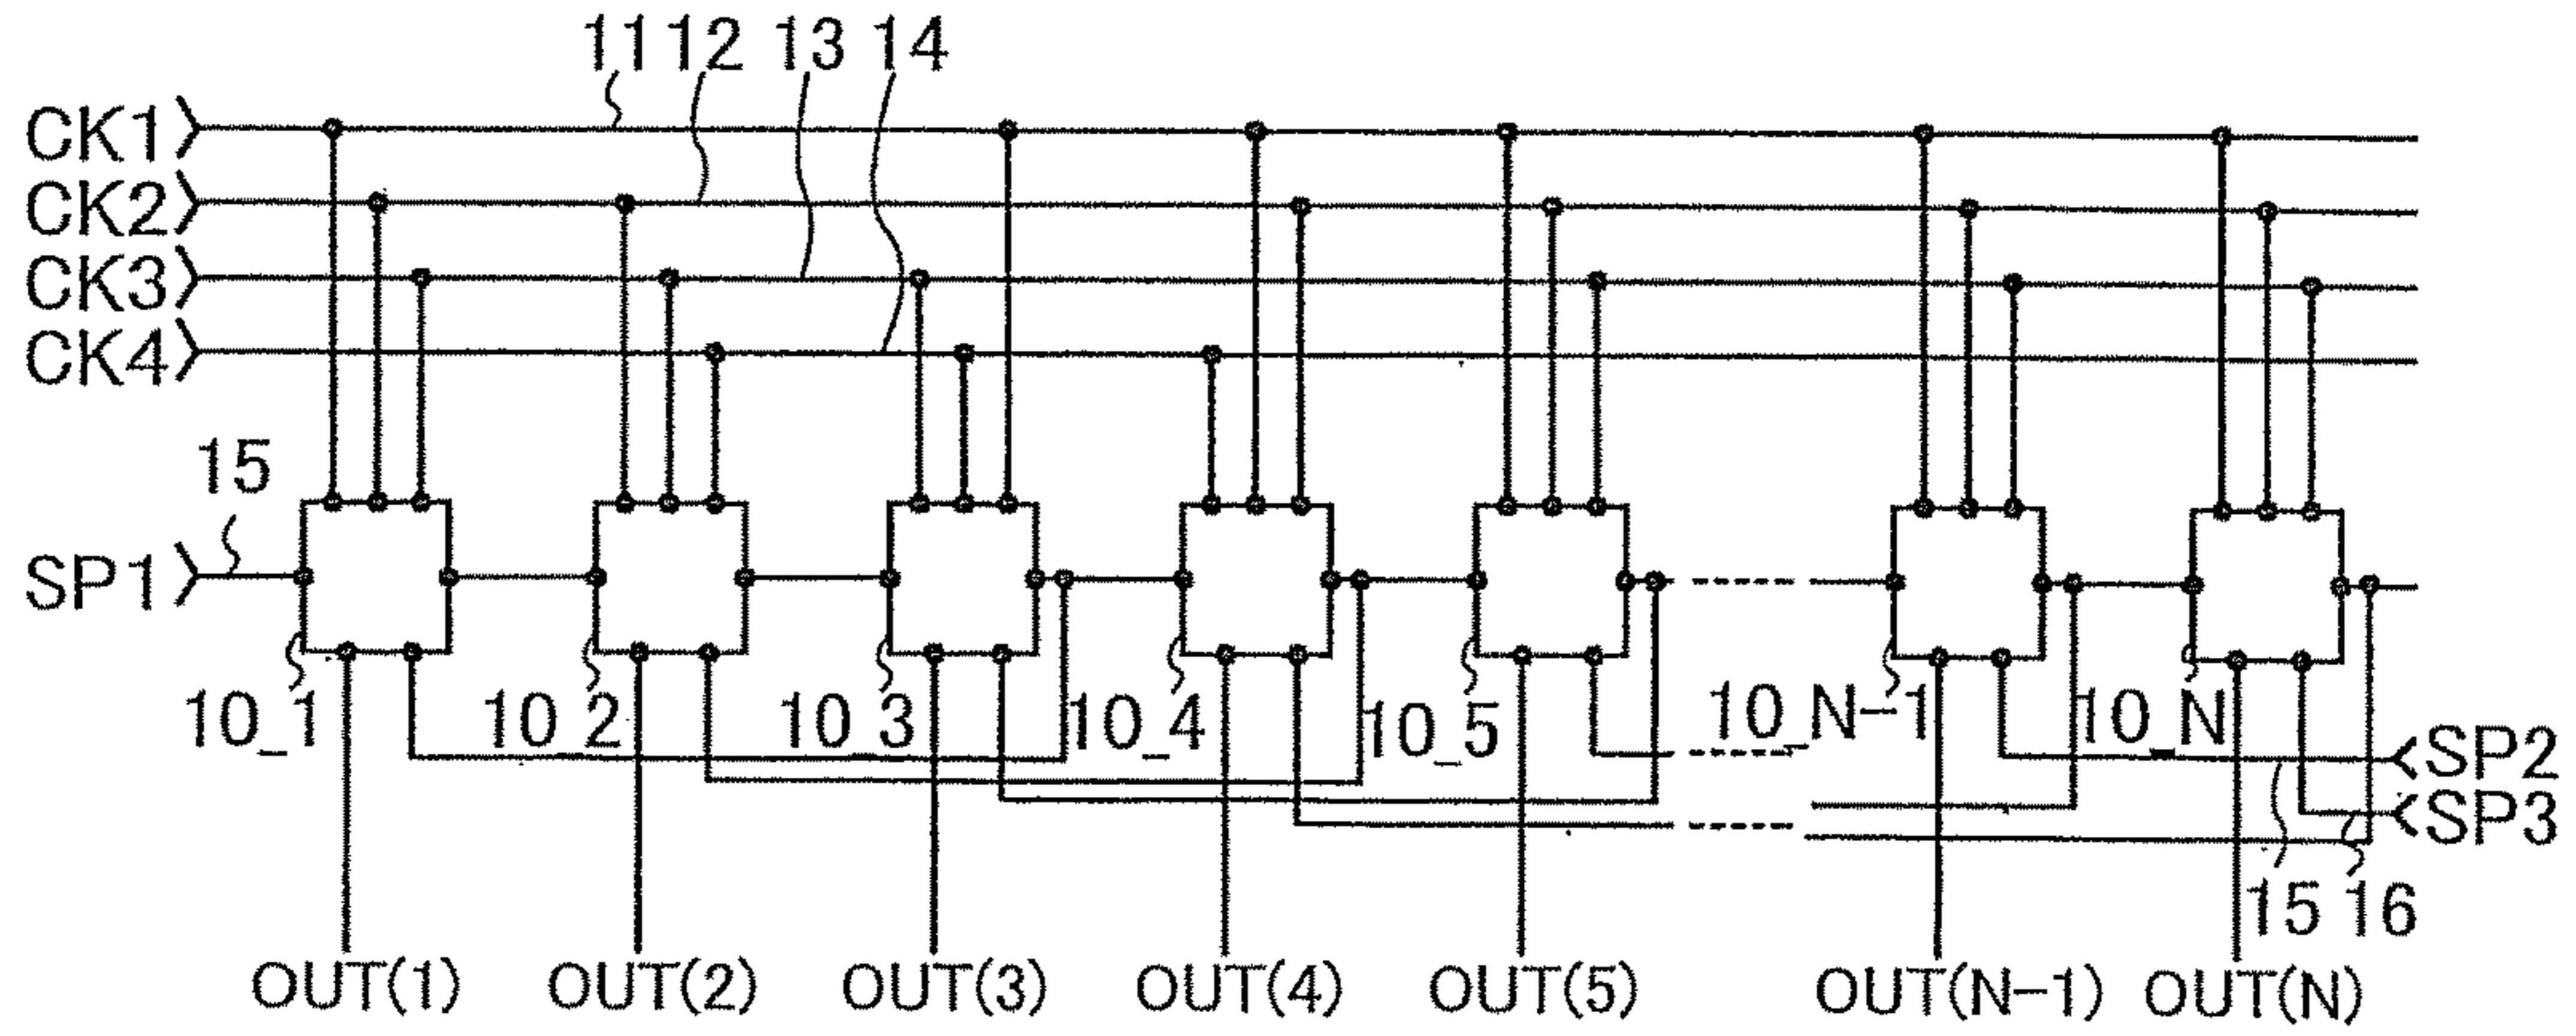 11 12 13 14
CK1
CK2
CK3
CK4
15
SP1
10_1 10_2 10_3 10_4 10_5 10_N-1 10_N
SP2
SP3
15 16
OUT(1) OUT(2) OUT(3) OUT(4) OUT(5) OUT(N-1) OUT(N)